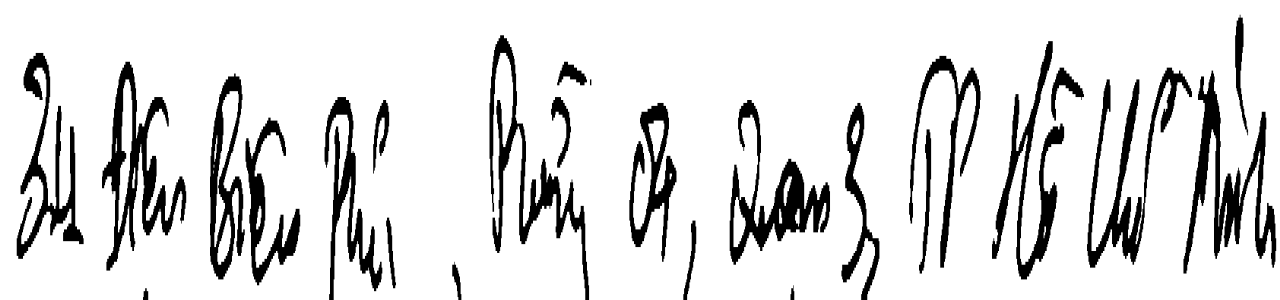 Điện Biên Phủ, Phường Quận 3, TP Hồ Chí Minh